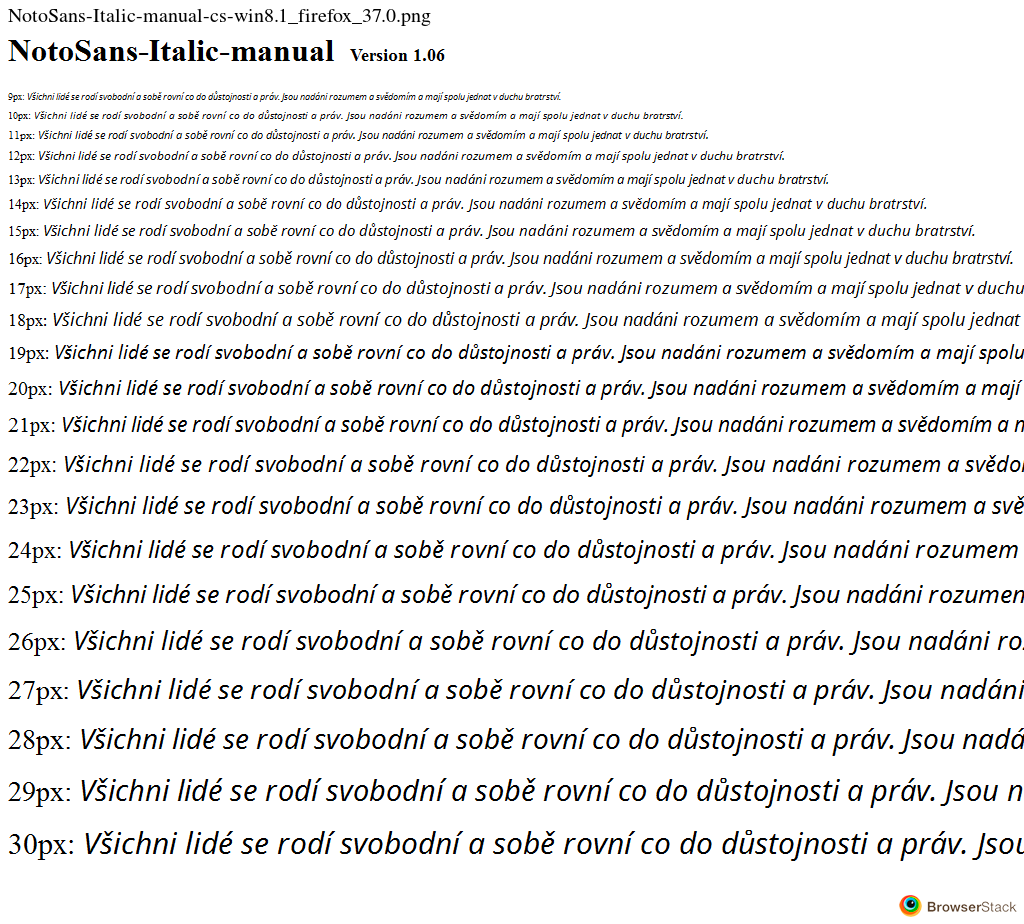 NotoSans-Italic-manual-cs-win8.1_firefox_37.0.png
NotoSans-Italic-manual Version 1.06
9px: Všichni lidé se rodí svobodní a sobě rovní co do důstojnosti a práv. Jsou nadáni rozumem a svědomím a mají spolu jednat v duchu bratrství.
10px: Všichni lidé se rodí svobodní a sobě rovní co do důstojnosti a práv. Jsou nadáni rozumem a svědomím a mají spolu jednat v duchu bratrství.
11px: Všichni lidé se rodí svobodní a sobě rovní co do důstojnosti a práv. Jsou nadáni rozumem a svědomím a mají spolu jednat v duchu bratrství.
12px: Všichni lidé se rodí svobodní a sobě rovní co do důstojnosti a práv. Jsou nadáni rozumem a svědomím a mají spolu jednat v duchu bratrství.
13px: Všichni lidé se rodí svobodní a sobě rovní co do důstojnosti a práv. Jsou nadáni rozumem a svědomím a mají spolu jednat v duchu bratrství.
14px: Všichni lidé se rodí svobodní a sobě rovní co do důstojnosti a práv. Jsou nadáni rozumem a svědomím a mají spolu jednat v duchu bratrství.
15px: Všichni lidé se rodí svobodní a sobě rovní co do důstojnosti a práv. Jsou nadáni rozumem a svědomím a mají spolu jednat v duchu bratrství.
16px: Všichni lidé se rodí svobodní a sobě rovní co do důstojnosti a práv. Jsou nadáni rozumem a svědomím a mají spolu jednat v duchu bratrství.
17px: Všichni lidé se rodí svobodní a sobě rovní co do důstojnosti a práv. Jsou nadáni rozumem a svědomím a mají spolu jednat v duchu
18px: Všichni lidé se rodí svobodní a sobě rovní co do důstojnosti a práv. Jsou nadáni rozumem a svědomím a mají spolu jednat
19px: Všichni lidé se rodí svobodní a sobě rovní co do důstojnosti a práv. Jsou nadáni rozumem a svědomím a mají spolu
20px: Všichni lidé se rodí svobodní a sobě rovní co do důstojnosti a práv. Jsou nadáni rozumem a svědomím a mají
21px: Všichni lidé se rodí svobodní a sobě rovní co do důstojnosti a práv. Jsou nadáni rozumem a svědomím a
22px: Všichni lidé se rodí svobodní a sobě rovní co do důstojnosti a práv. Jsou nadáni rozumem a svědo
23px: Všichni lidé se rodí svobodní a sobě rovní co do důstojnosti a práv. Jsou nadáni rozumem a svě
24px: Všichni lidé se rodí svobodní a sobě rovní co do důstojnosti a práv. Jsou nadáni rozumem
25px: Všichni lidé se rodí svobodní a sobě rovní co do důstojnosti a práv. Jsou nadáni rozumem
26px: Všichni lidé se rodí svobodní a sobě rovní co do důstojnosti a práv. Jsou nadáni ro
27px: Všichni lidé se rodí svobodní a sobě rovní co do důstojnosti a práv. Jsou nadáni
28px: Všichni lidé se rodí svobodní a sobě rovní co do důstojnosti a práv. Jsou nadá
29px: Všichni lidé se rodí svobodní a sobě rovní co do důstojnosti a práv. Jsou n
30px: Všichni lidé se rodí svobodní a sobě rovní co do důstojnosti a práv. Jsou
BrowserStack